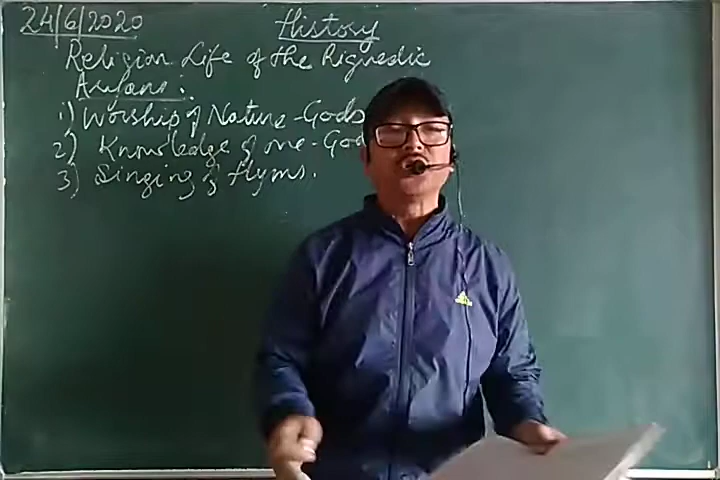 24/6/2020
History
Religion Life of the Rigvedic
Aryans:
1) Worship of Nature-Gods
2) Knowledge of one-God
3) Singing of Hyms.